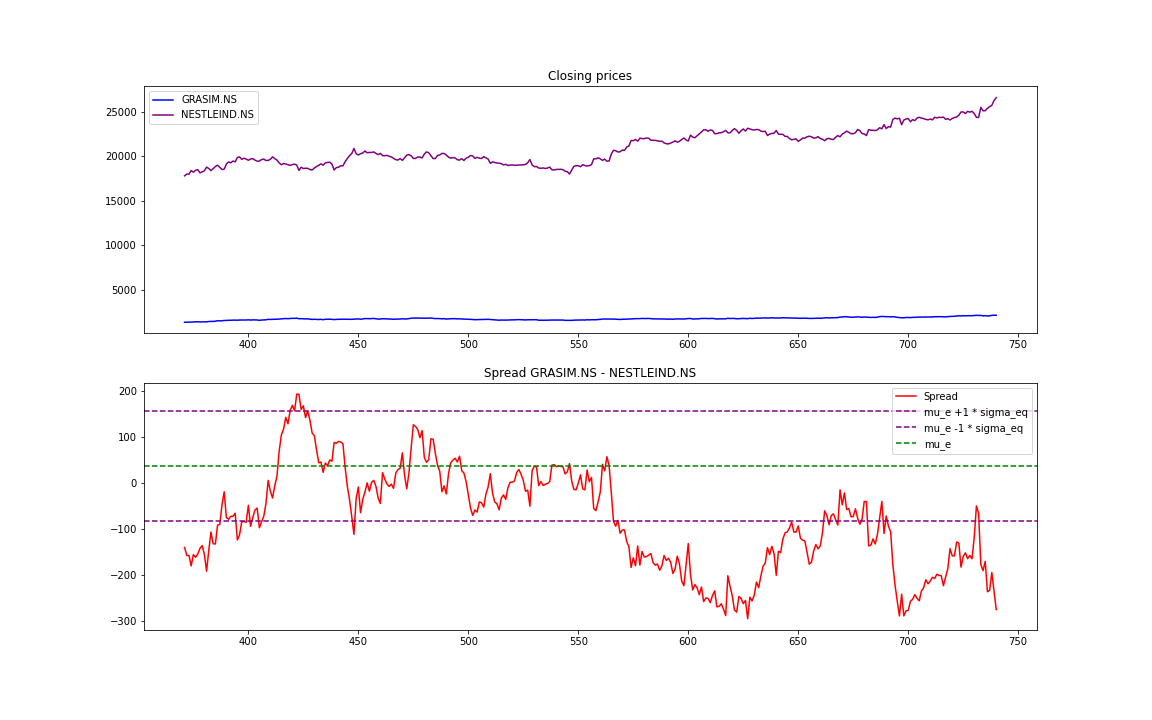 Closing prices
GRASIM.NS
NESTLEIND.NS
25000
20000
15000
10000
5000
400 450 500 550 600 650 700 750
Spread GRASIM.NS - NESTLEIND.NS
Spread
mu_e +1 * sigma_eq
mu_e -1 * sigma_eq
mu_e
200
100
0
−100
−200
−300
400 450 500 550 600 650 700 750